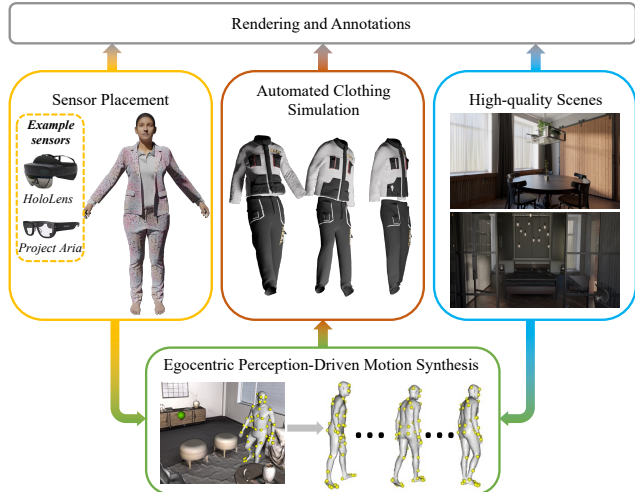 Rendering and Annotations
Sensor Placement
Example
sensors
HoloLens
Project Aria
Automated Clothing
Simulation
High-quality Scenes
Egocentric Perception-Driven Motion Synthesis